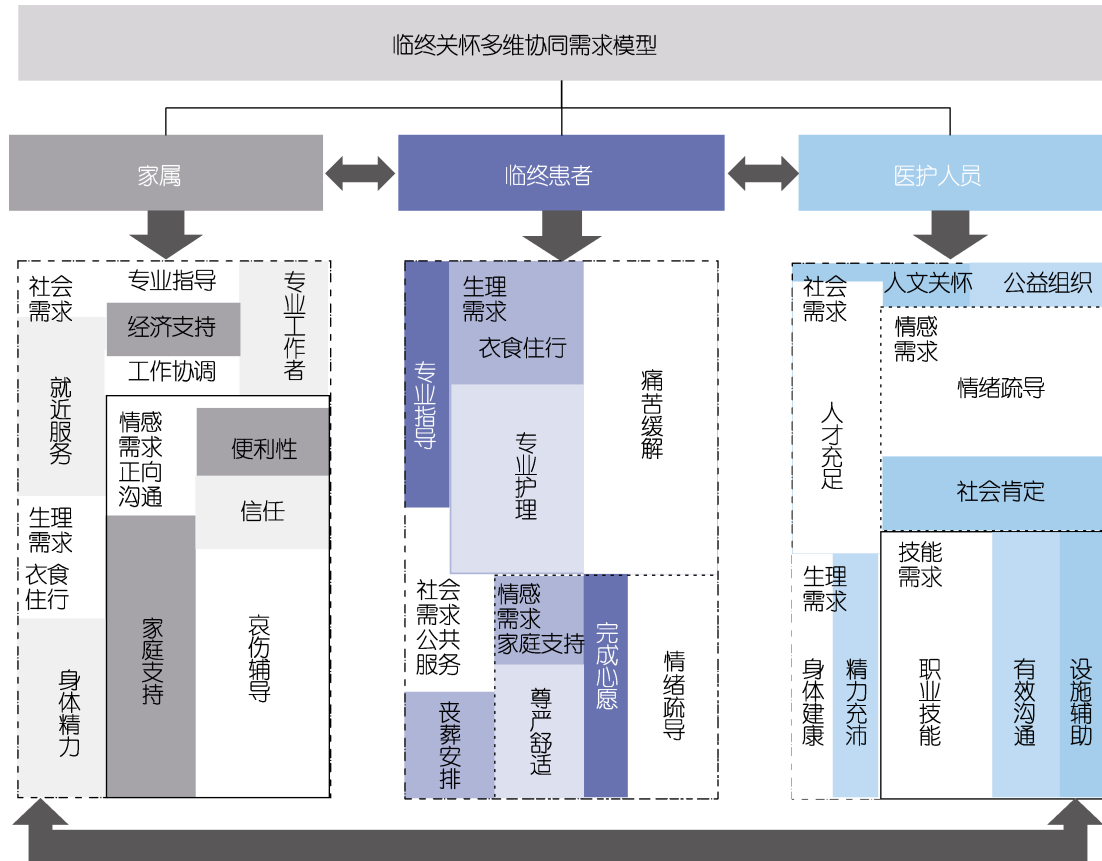 临终关怀多维协同需求模型
家属
临终患者
医护人员
社会
需求
专业指导
经济支持
工作协调
专业工作者
就近服务
情感
需求
正向
沟通
便利性
信任
生理
需求
衣食
住行
身体精力
家庭支持
哀伤辅导
专业指导
生理
需求
衣食住行
专业护理
痛苦缓解
社会
需求
公共
服务
丧葬安排
情感
需求
家庭支持
尊严舒适
完成心愿
情绪疏导
社会
需求
人文关怀
公益组织
人才充足
情感
需求
情绪疏导
社会肯定
生理
需求
身体健康
精力充沛
技能
需求
职业技能
有效沟通
设施辅助